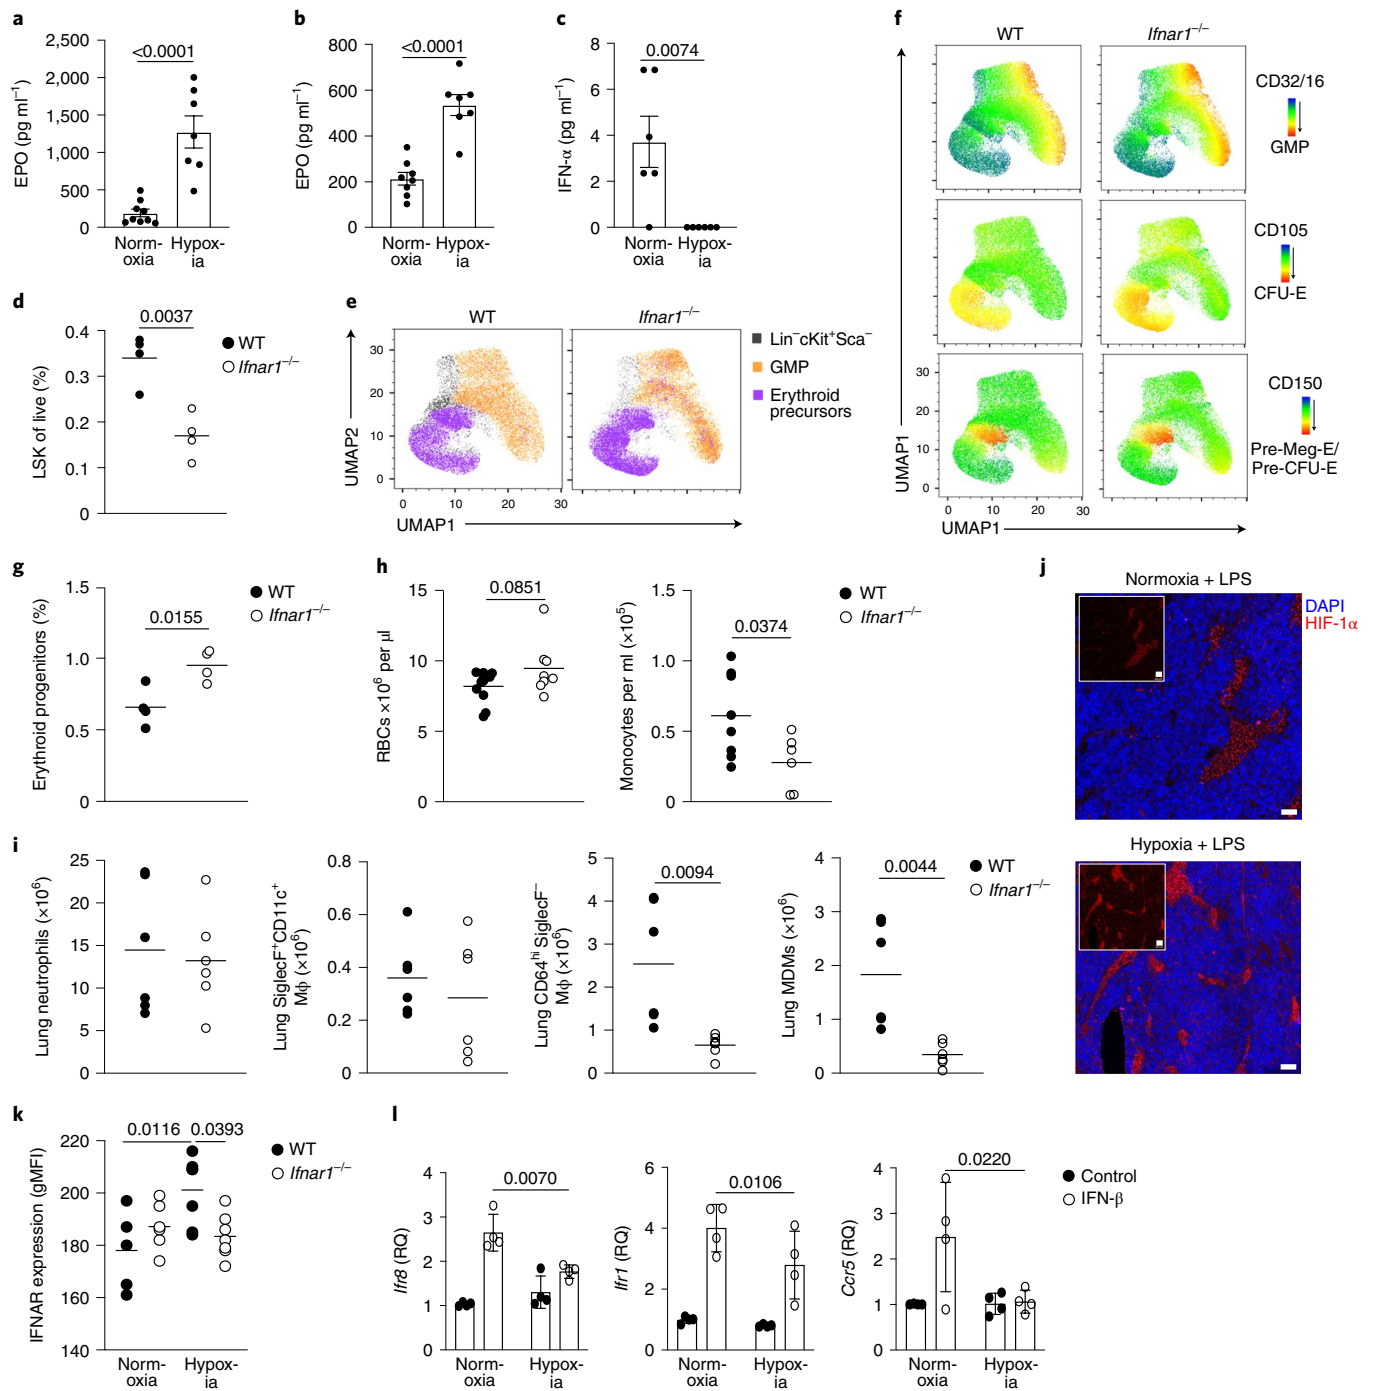 a
<0.0001
EPO (pg ml⁻¹)
2,500
2,000
1,500
1,000
500
0
Norm-
oxia
Hypox-
ia
b
<0.0001
EPO (pg ml⁻¹)
800
600
400
200
0
Norm-
oxia
Hypox-
ia
c
0.0074
IFN-α (pg ml⁻¹)
8
6
4
2
0
Norm-
oxia
Hypox-
ia
d
0.0037
LSK of live (%)
0.4
0.3
0.2
0.1
0
WT
Ifnar1⁻/⁻
e
WT
Ifnar1⁻/⁻
UMAP2
30
20
10
0
0
10
20
30
UMAP1
Lin⁻cKit⁺Sca⁻
GMP
Erythroid
precursors
f
WT
Ifnar1⁻/⁻
CD32/16
GMP
CD105
CFU-E
CD150
Pre-Meg-E/
Pre-CFU-E
UMAP1
30
20
10
0
0
10
20
30
UMAP1
g
0.0155
Erythroid progenitors (%)
1.5
1.0
0.5
0
WT
Ifnar1⁻/⁻
h
0.0851
RBCs ×10⁶ per μl
15
10
5
0
0.0374
Monocytes per ml (×10⁵)
1.5
1.0
0.5
0
WT
Ifnar1⁻/⁻
i
Lung neutrophils (×10⁶)
25
20
15
10
5
0
Lung SiglecF⁺CD11c⁺
Mϕ (×10⁶)
0.8
0.6
0.4
0.2
0
0.0094
Lung CD64ʰⁱ SiglecF⁻
Mϕ (×10⁶)
5
4
3
2
1
0
0.0044
Lung MDMs (×10⁶)
4
3
2
1
0
WT
Ifnar1⁻/⁻
j
Normoxia + LPS
DAPI
HIF-1α
Hypoxia + LPS
k
0.0116
0.0393
IFNAR expression (gMFI)
220
200
180
160
140
Norm-
oxia
Hypox-
ia
WT
Ifnar1⁻/⁻
l
0.0070
Ifr8 (RQ)
4
3
2
1
0
Norm-
oxia
Hypox-
ia
0.0106
Ifr1 (RQ)
6
4
2
0
Norm-
oxia
Hypox-
ia
0.0220
Ccr5 (RQ)
4
3
2
1
0
Norm-
oxia
Hypox-
ia
Control
IFN-β